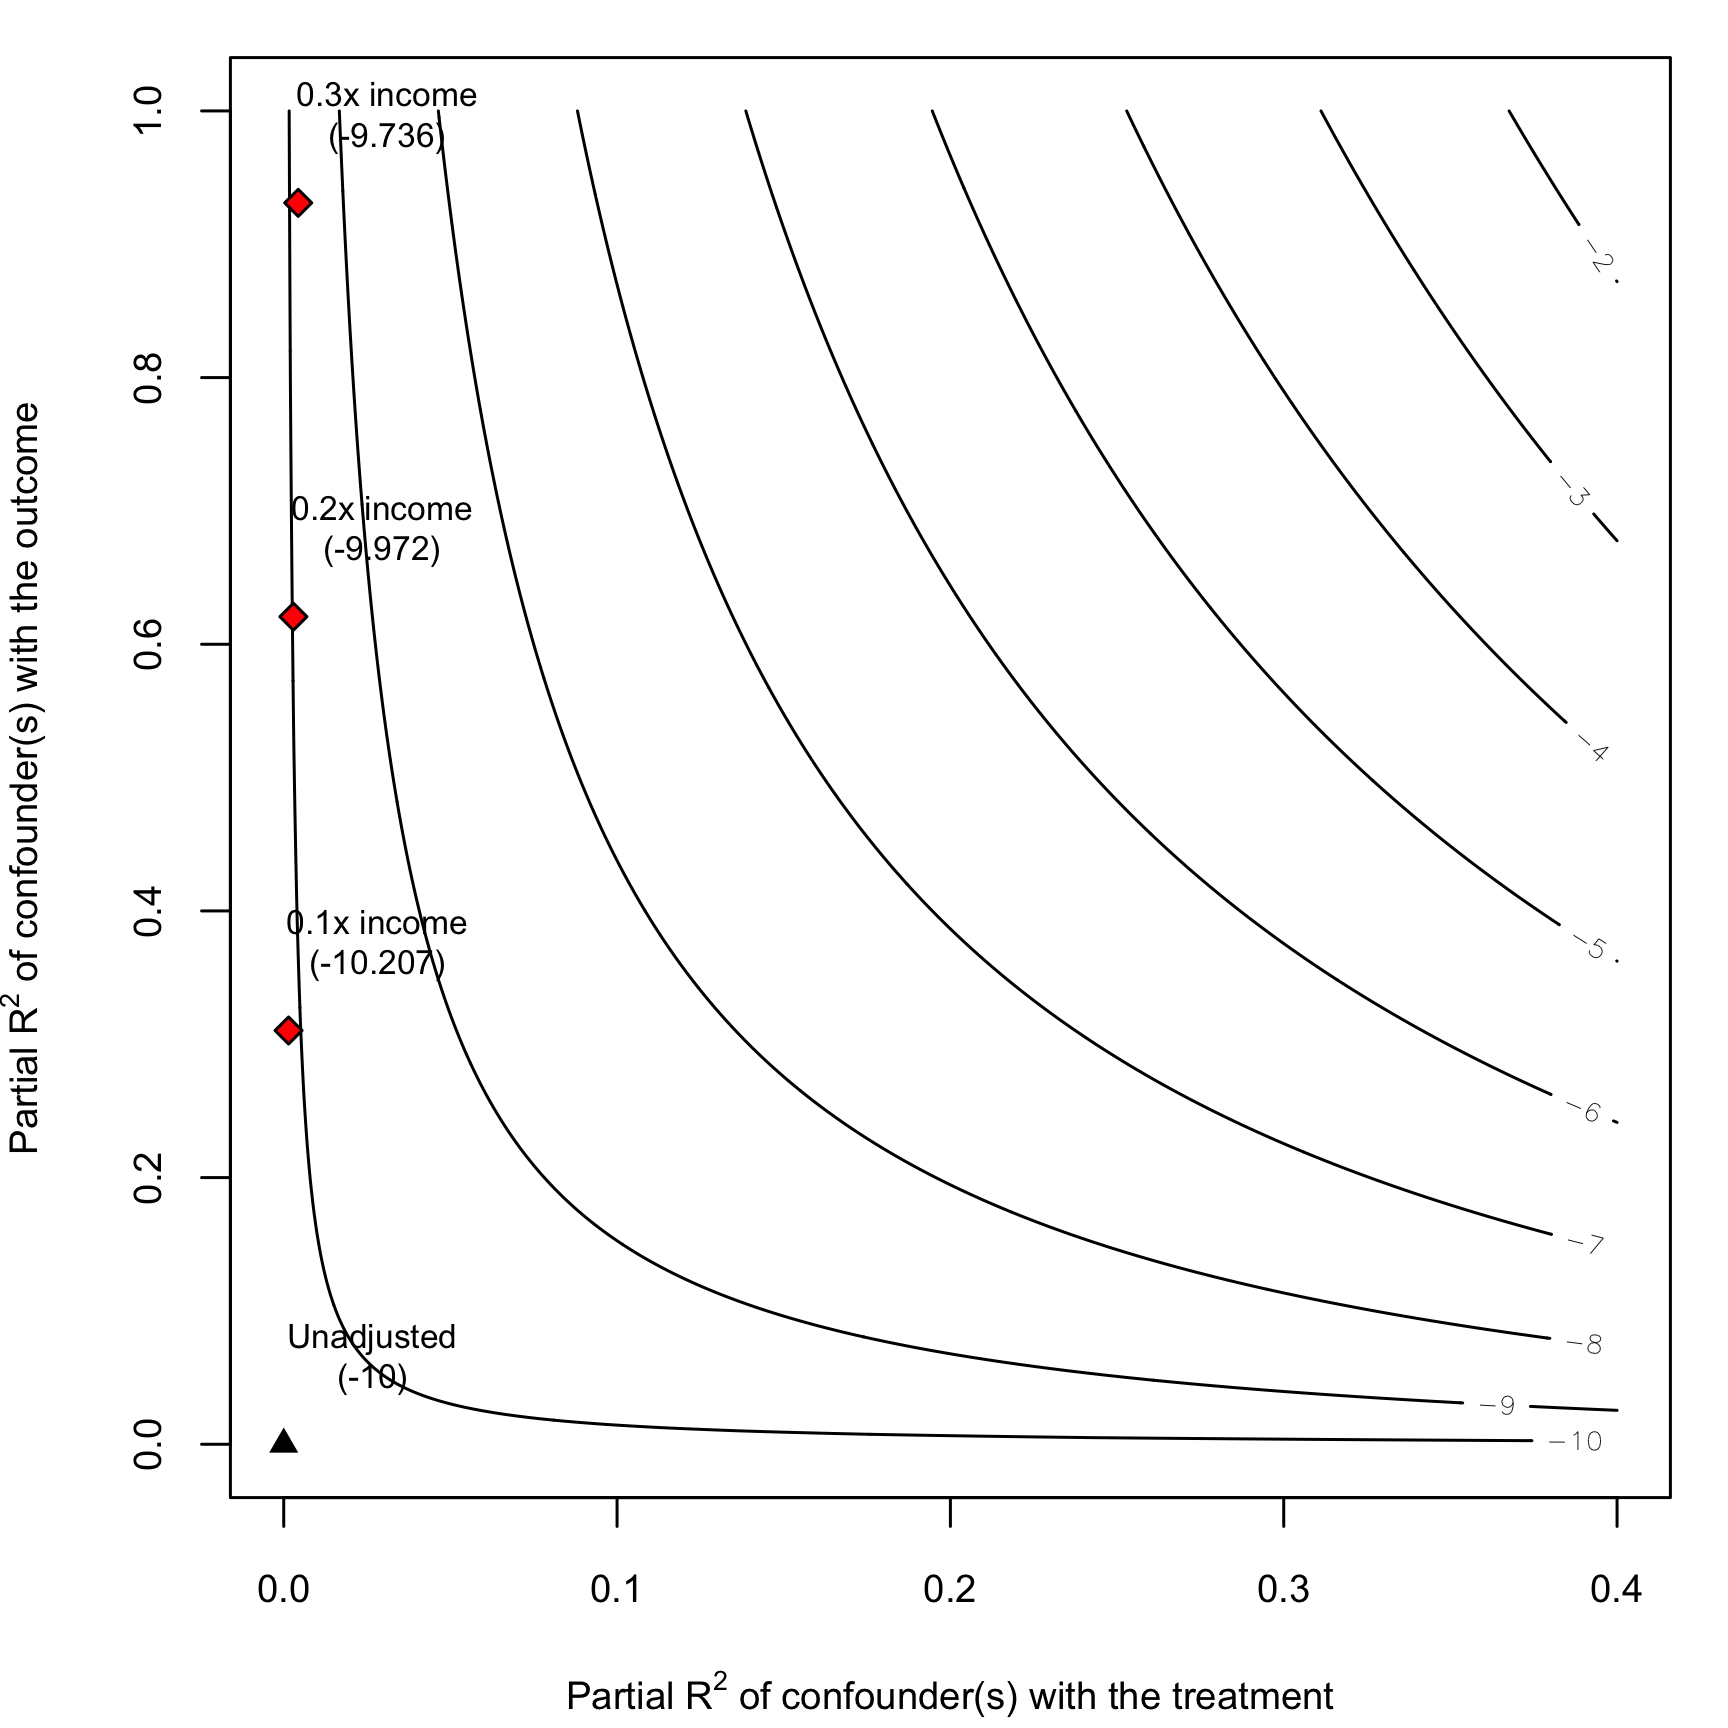 0.3x income
(-9.736)
0.2x income
(-9.972)
0.1x income
(-10.207)
Unadjusted
(-10)
-2
-3
-4
-5
-6
-7
-8
-9
-10
1.0
0.8
0.6
0.4
0.2
0.0
0.0 0.1 0.2 0.3 0.4
Partial R² of confounder(s) with the outcome
Partial R² of confounder(s) with the treatment